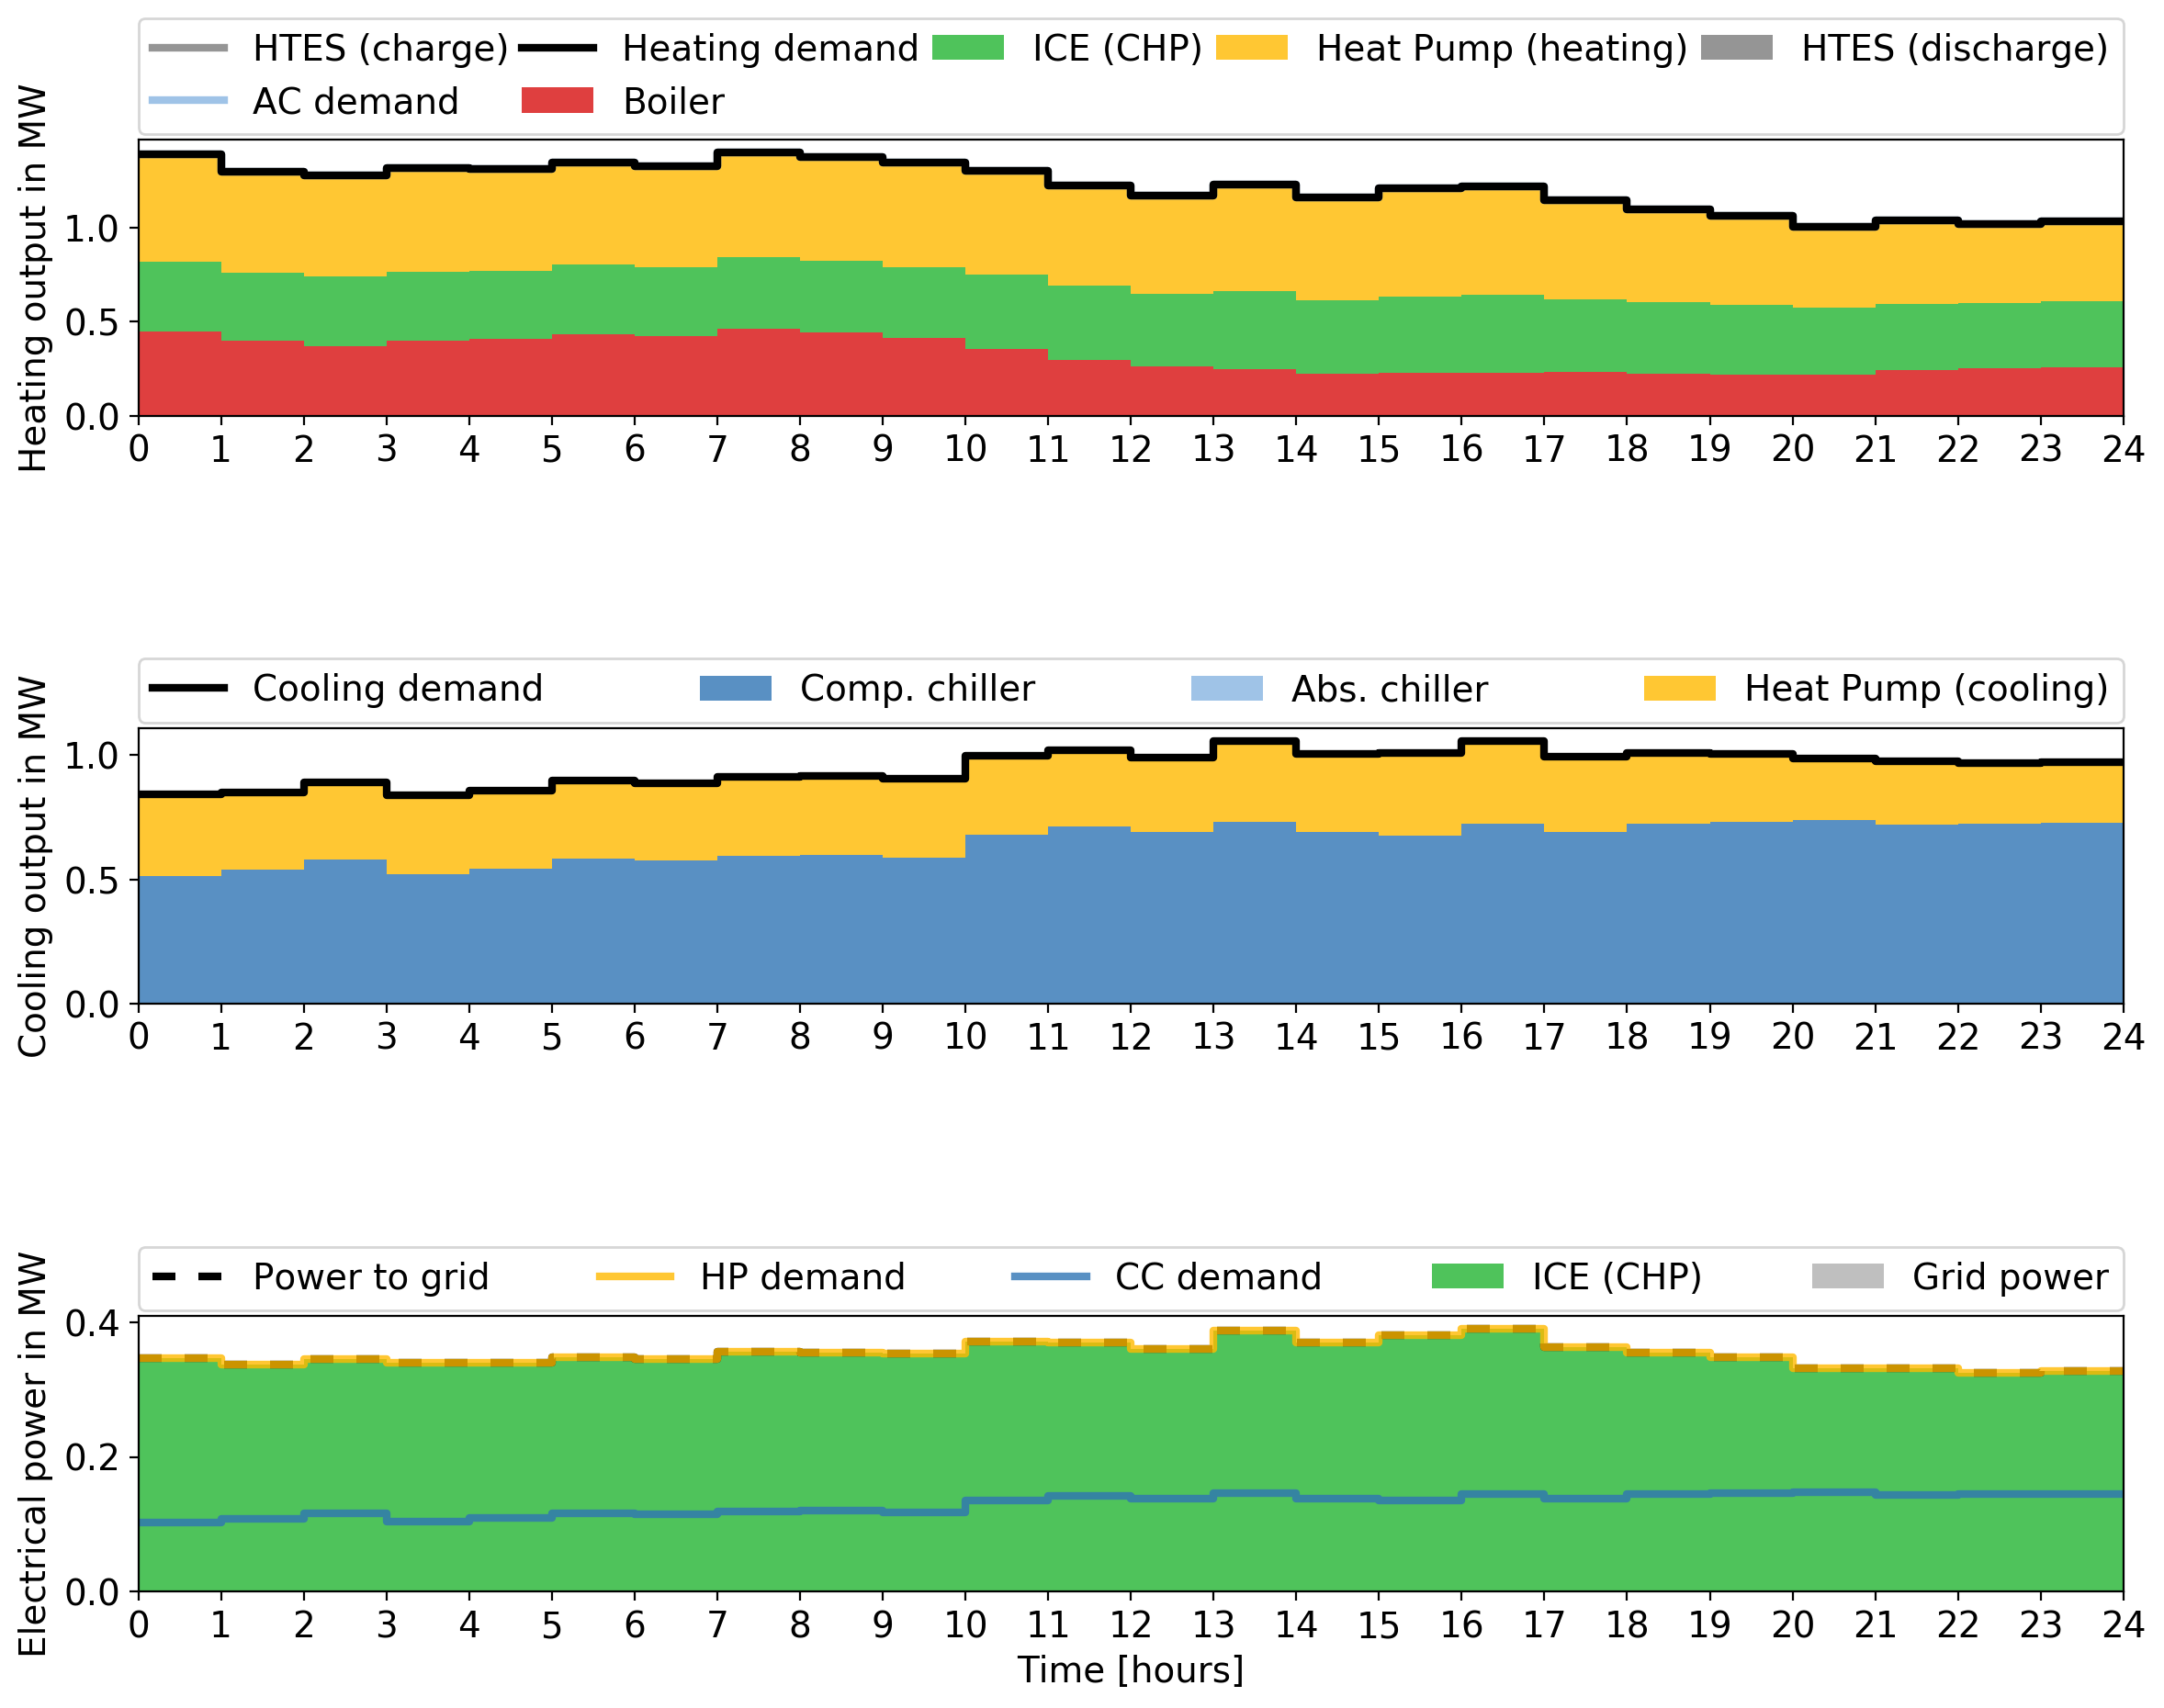 HTES (charge) Heating demand ICE (CHP) Heat Pump (heating) HTES (discharge)
AC demand Boiler
Heating output in MW
1.0
0.5
0.0
0 1 2 3 4 5 6 7 8 9 10 11 12 13 14 15 16 17 18 19 20 21 22 23 24
Cooling demand Comp. chiller Abs. chiller Heat Pump (cooling)
Cooling output in MW
1.0
0.5
0.0
0 1 2 3 4 5 6 7 8 9 10 11 12 13 14 15 16 17 18 19 20 21 22 23 24
Power to grid HP demand CC demand ICE (CHP) Grid power
Electrical power in MW
0.4
0.2
0.0
0 1 2 3 4 5 6 7 8 9 10 11 12 13 14 15 16 17 18 19 20 21 22 23 24
Time [hours]